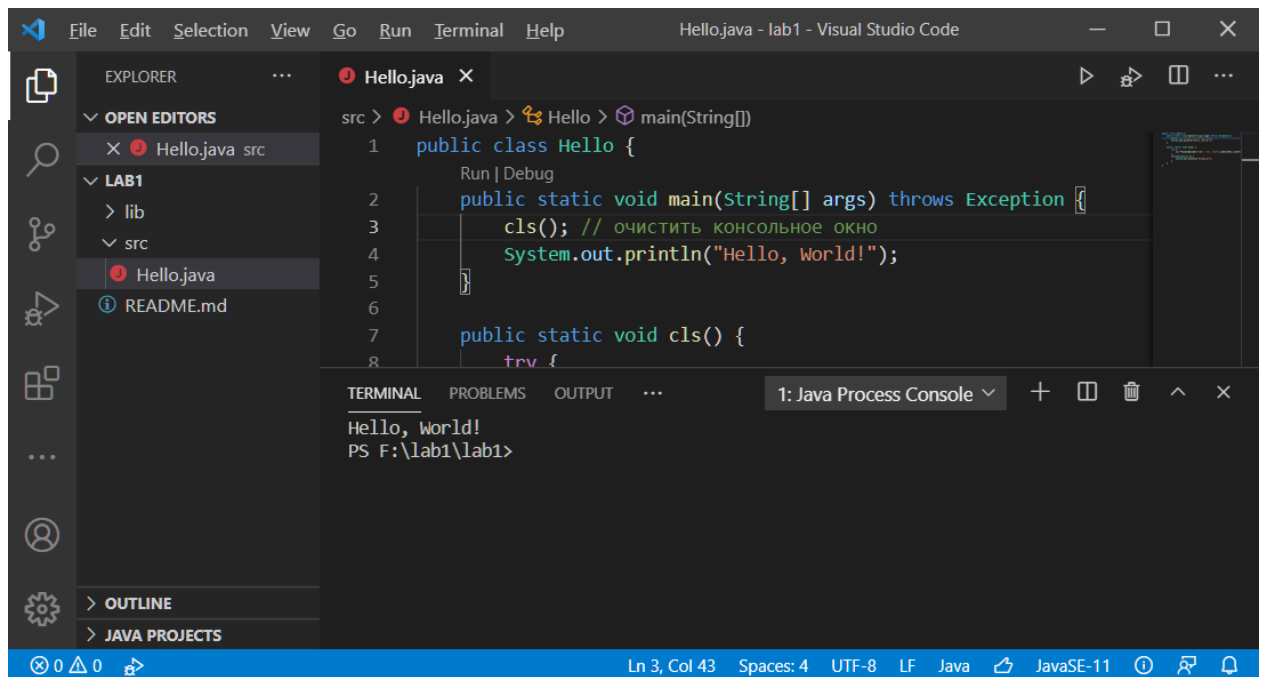 File Edit Selection View Go Run Terminal Help Hello.java - lab1 - Visual Studio Code
EXPLORER ···
OPEN EDITORS
Hello.java src
LAB1
lib
src
Hello.java
README.md
OUTLINE
JAVA PROJECTS
Hello.java
src > Hello.java > Hello > main(String[])
1 public class Hello {
Run | Debug
2 public static void main(String[] args) throws Exception {
3 cls(); // очистить консольное окно
4 System.out.println("Hello, World!");
5 }
6
7 public static void cls() {
8 try {
TERMINAL PROBLEMS OUTPUT ··· 1: Java Process Console
Hello, World!
PS F:\lab1\lab1>
0 0 Ln 3, Col 43 Spaces: 4 UTF-8 LF Java JavaSE-11